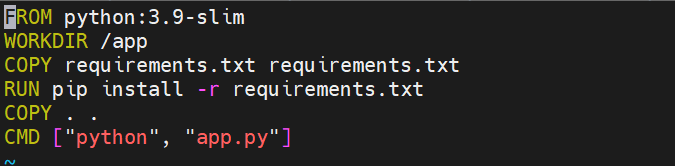 FROM python:3.9-slim
WORKDIR /app
COPY requirements.txt requirements.txt
RUN pip install -r requirements.txt
COPY . .
CMD ["python", "app.py"]
~